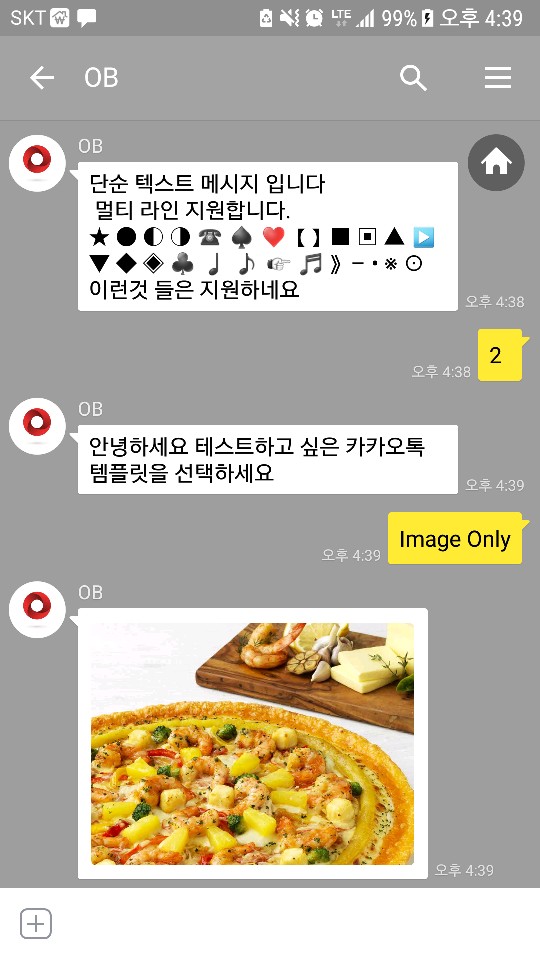 SKT LTE 99% 오후 4:39
OB
OB
단순 텍스트 메시지 입니다
멀티 라인 지원합니다.
★ ● ◐ ◑ ☎ ♠ ♥ 【 】 ■ ▣ ▲ ▶
▼ ◆ ◈ ♣ ♩ ♪ ☞ ♬ 》 − · ※ ⊙
이런것 들은 지원하네요
오후 4:38
2
오후 4:38
OB
안녕하세요 테스트하고 싶은 카카오톡
템플릿을 선택하세요
오후 4:39
Image Only
오후 4:39
OB
오후 4:39